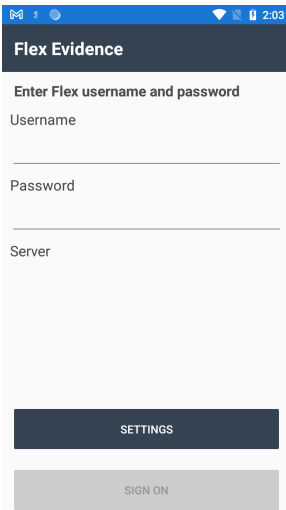 2:03
Flex Evidence
Enter Flex username and password
Username
Password
Server
SETTINGS
SIGN ON